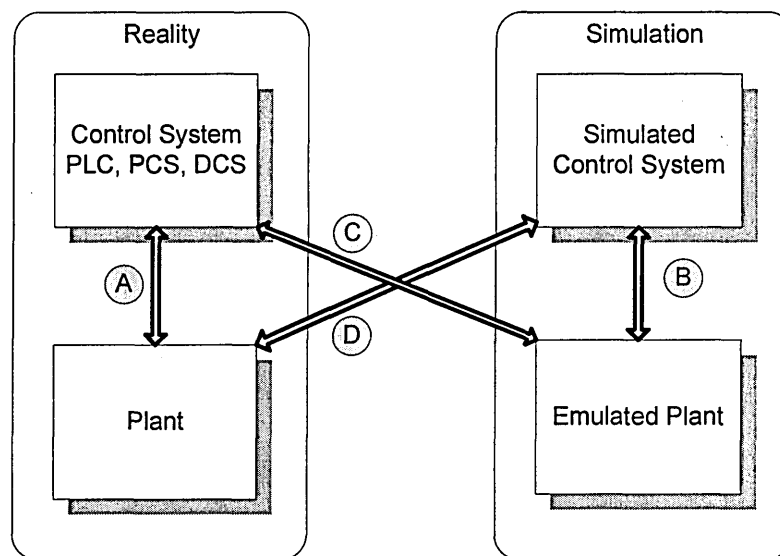 Reality
Simulation
Control System
PLC, PCS, DCS
Simulated
Control System
C
A
B
D
Plant
Emulated Plant